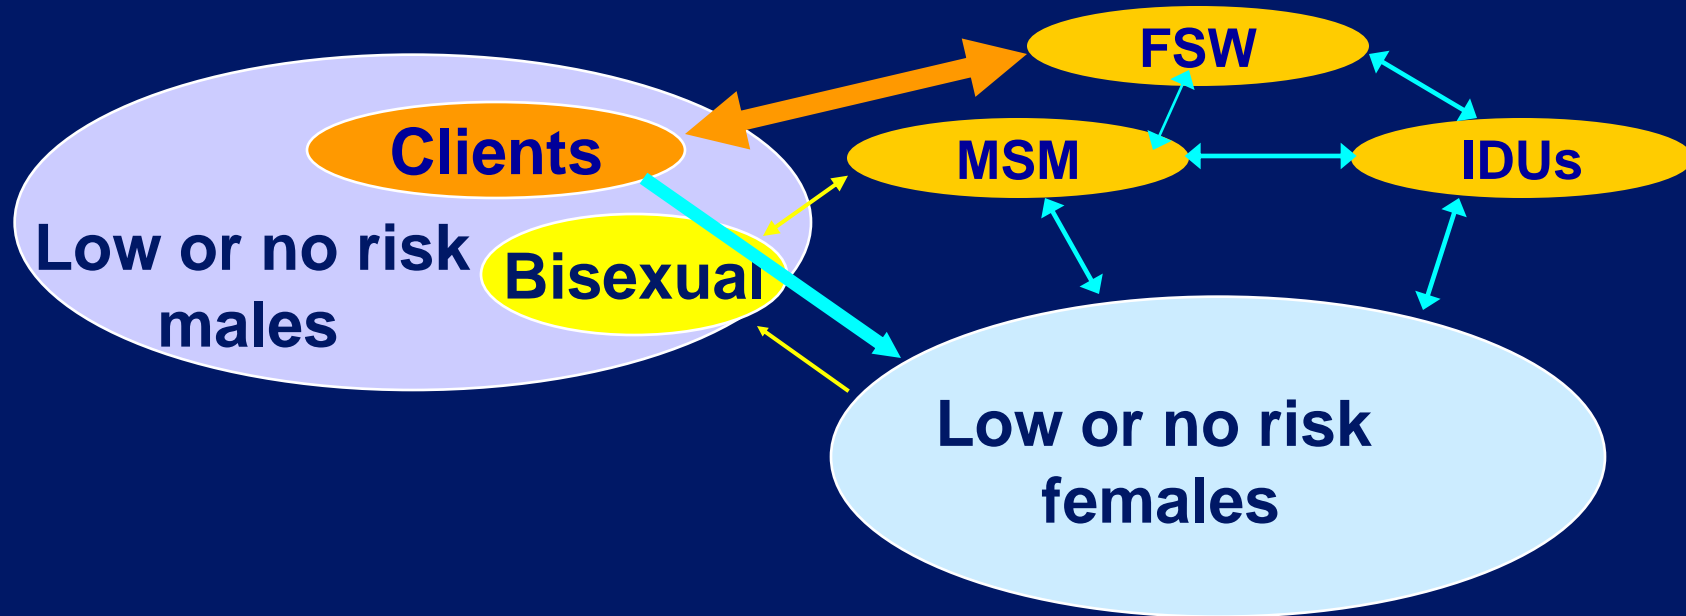 FSW
Clients
MSM
IDUs
Low or no risk
males
Bisexual
Low or no risk
females